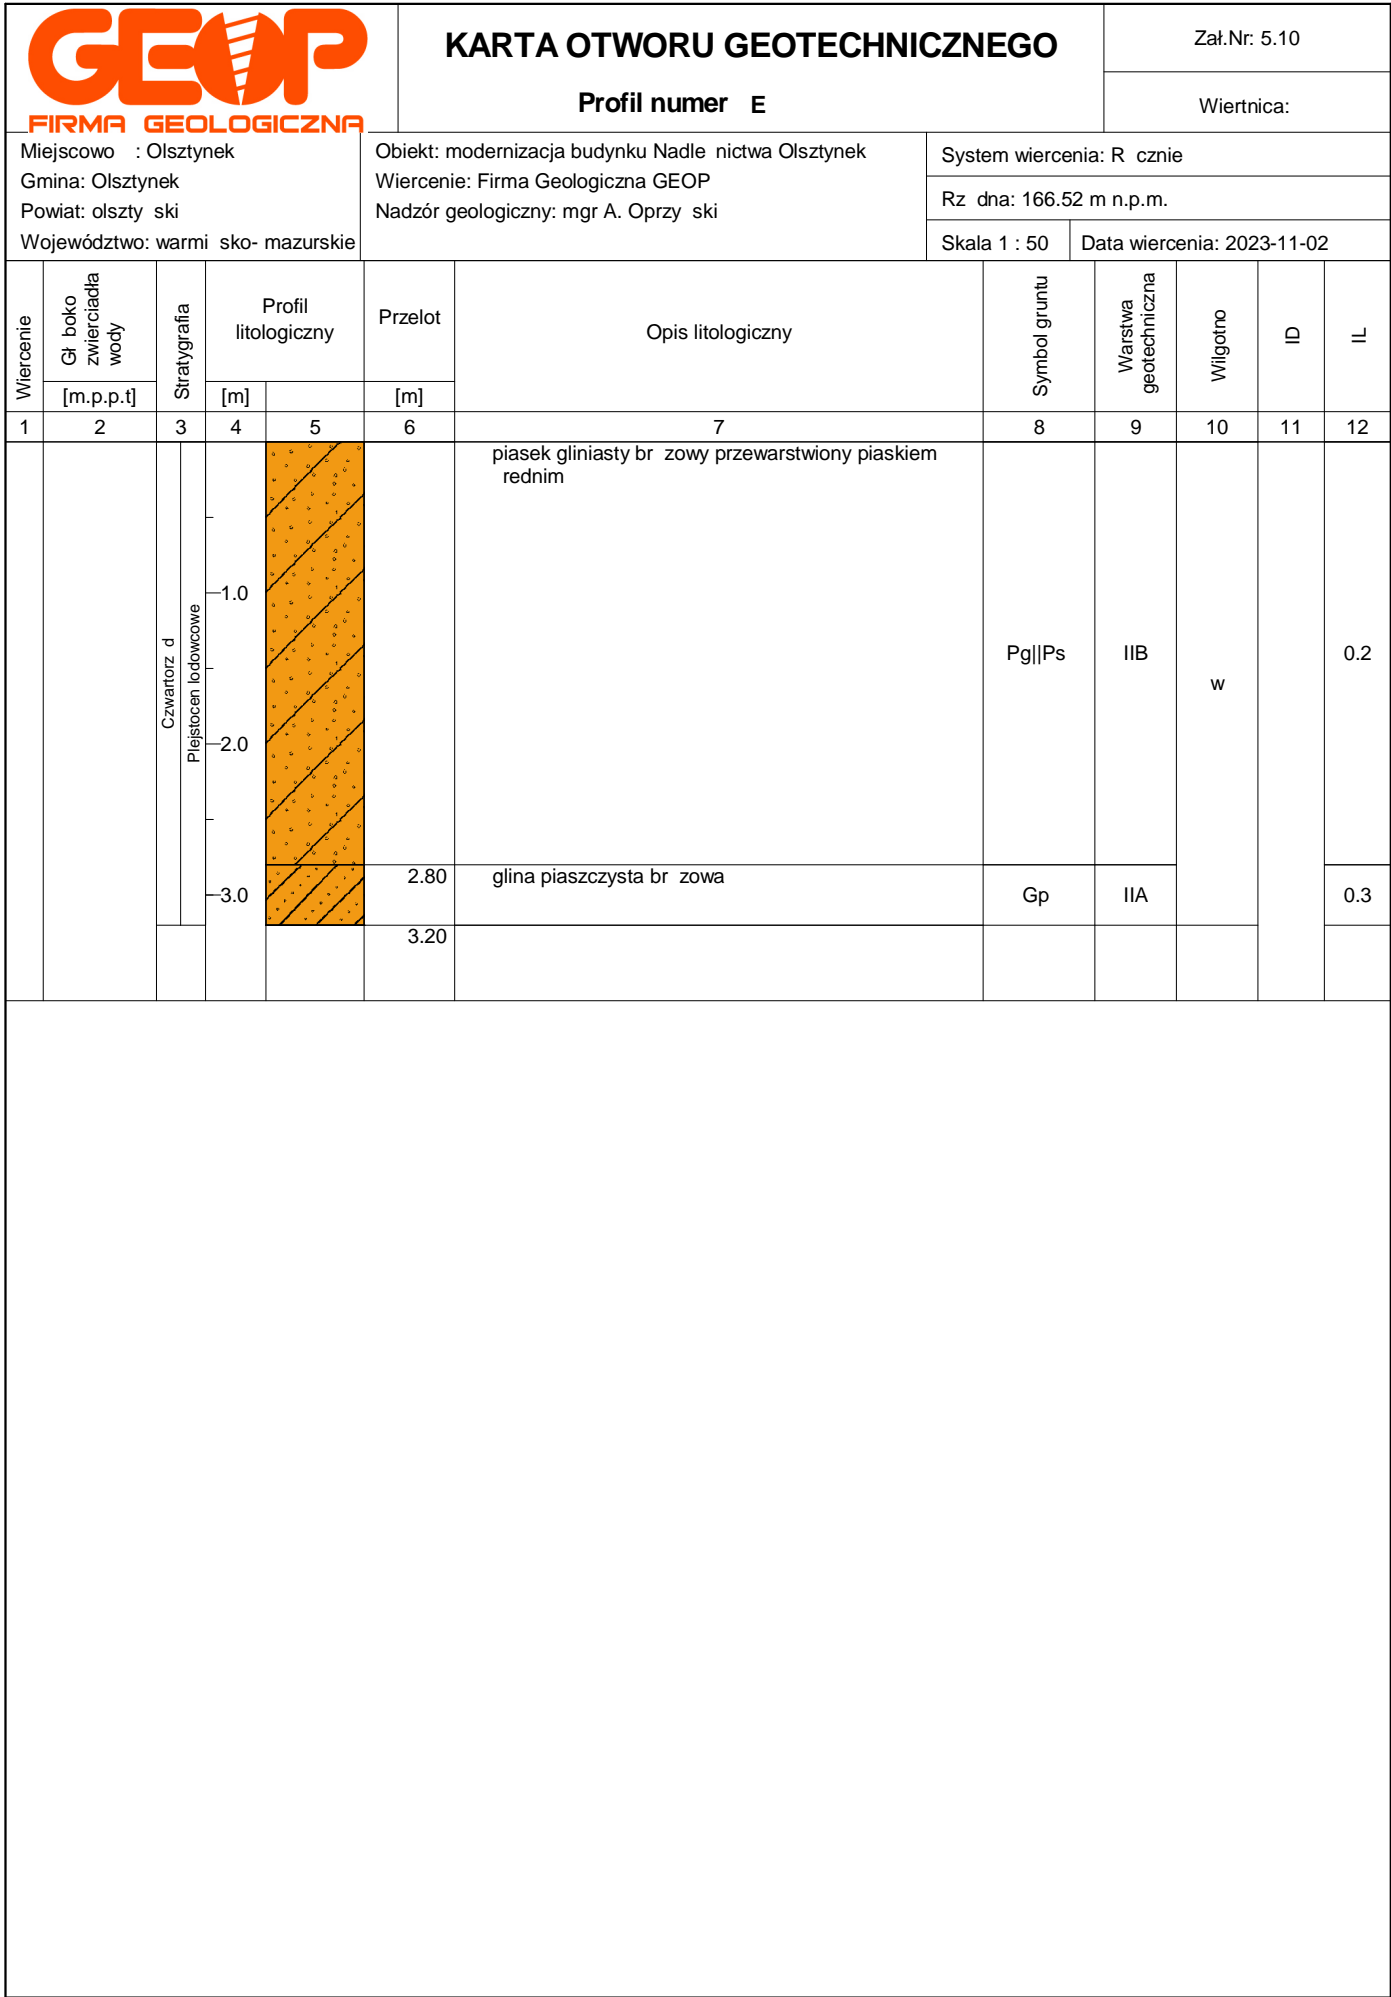 GEOP
FIRMA GEOLOGICZNA
KARTA OTWORU GEOTECHNICZNEGO
Profil numer E
Zał.Nr: 5.10
Wiertnica:
Miejscowo : Olsztynek
Gmina: Olsztynek
Powiat: olszty ski
Województwo: warmi sko- mazurskie
Obiekt: modernizacja budynku Nadle nictwa Olsztynek
Wiercenie: Firma Geologiczna GEOP
Nadzór geologiczny: mgr A. Oprzy ski
System wiercenia: R cznie
Rz dna: 166.52 m n.p.m.
Skala 1 : 50
Data wiercenia: 2023-11-02
Wiercenie
Gł boko
zwierciadła
wody
[m.p.p.t]
Stratygrafia
Profil
litologiczny
[m]
Przelot
[m]
Opis litologiczny
Symbol gruntu
Warstwa
geotechniczna
Wilgotno
ID
IL
1 2 3 4 5 6 7 8 9 10 11 12
Czwartorz d
Plejstocen lodowcowe
1.0
2.0
3.0
piasek gliniasty br zowy przewarstwiony piaskiem
rednim
Pg||Ps
IIB
w
0.2
2.80
glina piaszczysta br zowa
Gp
IIA
0.3
3.20